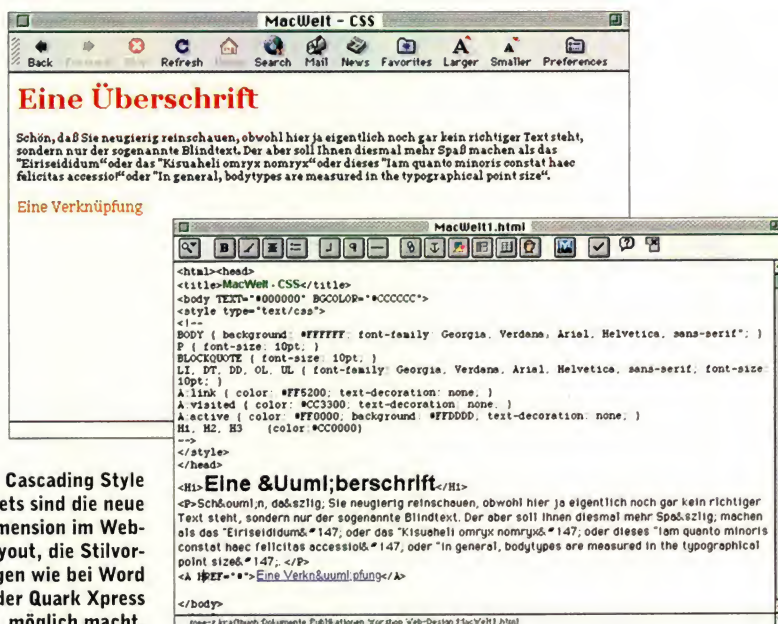 MacWelt - CSS
Back Refresh Search Mail News Favorites Larger Smaller Preferences
Eine Überschrift
Schön, daß Sie neugierig reinschauen, obwohl hier ja eigentlich noch gar kein richtiger Text steht,
sondern nur der sogenannte Blindtext. Der aber soll Ihnen diesmal mehr Spaß machen als das
"Eiriseididum“ oder das "Kisuaheli omryx nomryx“ oder dieses "Iam quanto minoris constat haec
felicitas accessio!“ oder "In general, bodytypes are measured in the typographical point size“.
Eine Verknüpfung
MacWelt1.html
<html><head>
<title>MacWelt - CSS</title>
<body TEXT="#000000" BGCOLOR="#CCCCCC">
<style type="text/css">
<!--
BODY { background: #FFFFFF; font-family: Georgia, Verdana, Arial, Helvetica, sans-serif"; }
P { font-size: 10pt; }
BLOCKQUOTE { font-size: 10pt; }
LI, DT, DD, OL, UL { font-family: Georgia, Verdana, Arial, Helvetica, sans-serif; font-size:
10pt; }
A:link { color: #FF5200; text-decoration: none; }
A:visited { color: #CC3300; text-decoration: none; }
A:active { color: #FF0000; background: #FFDDDD; text-decoration: none; }
H1, H2, H3 {color:#CC0000}
-->
</style>
</head>
<H1>Eine &Uuml;berschrift</H1>
<P>Sch&ouml;n, da&szlig; Sie neugierig reinschauen, obwohl hier ja eigentlich noch gar kein richtiger
Text steht, sondern nur der sogenannte Blindtext. Der aber soll Ihnen diesmal mehr Spa&szlig; machen
als das "Eiriseididum&#147; oder das "Kisuaheli omryx nomryx&#147; oder dieses "Iam quanto minoris
constat haec felicitas accessio!&#147; oder "In general, bodytypes are measured in the typographical
point size&#147;. </P>
<A HREF="#">Eine Verkn&uuml;pfung</A>
</body>
Dokumente Publikationen Workshop Web-Design MacWelt1.html
Cascading Style
ets sind die neue
mension im Web-
yout, die Stilvor-
gen wie bei Word
der Quark Xpress
möglich macht.